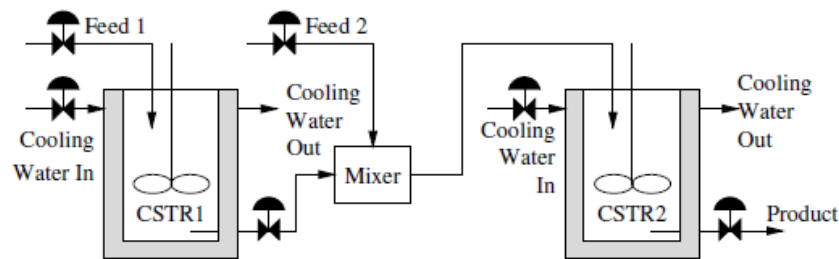 Feed 1
Feed 2
Cooling
Water In
Cooling
Water
Out
CSTR1
Mixer
Cooling
Water
In
CSTR2
Cooling
Water
Out
Product